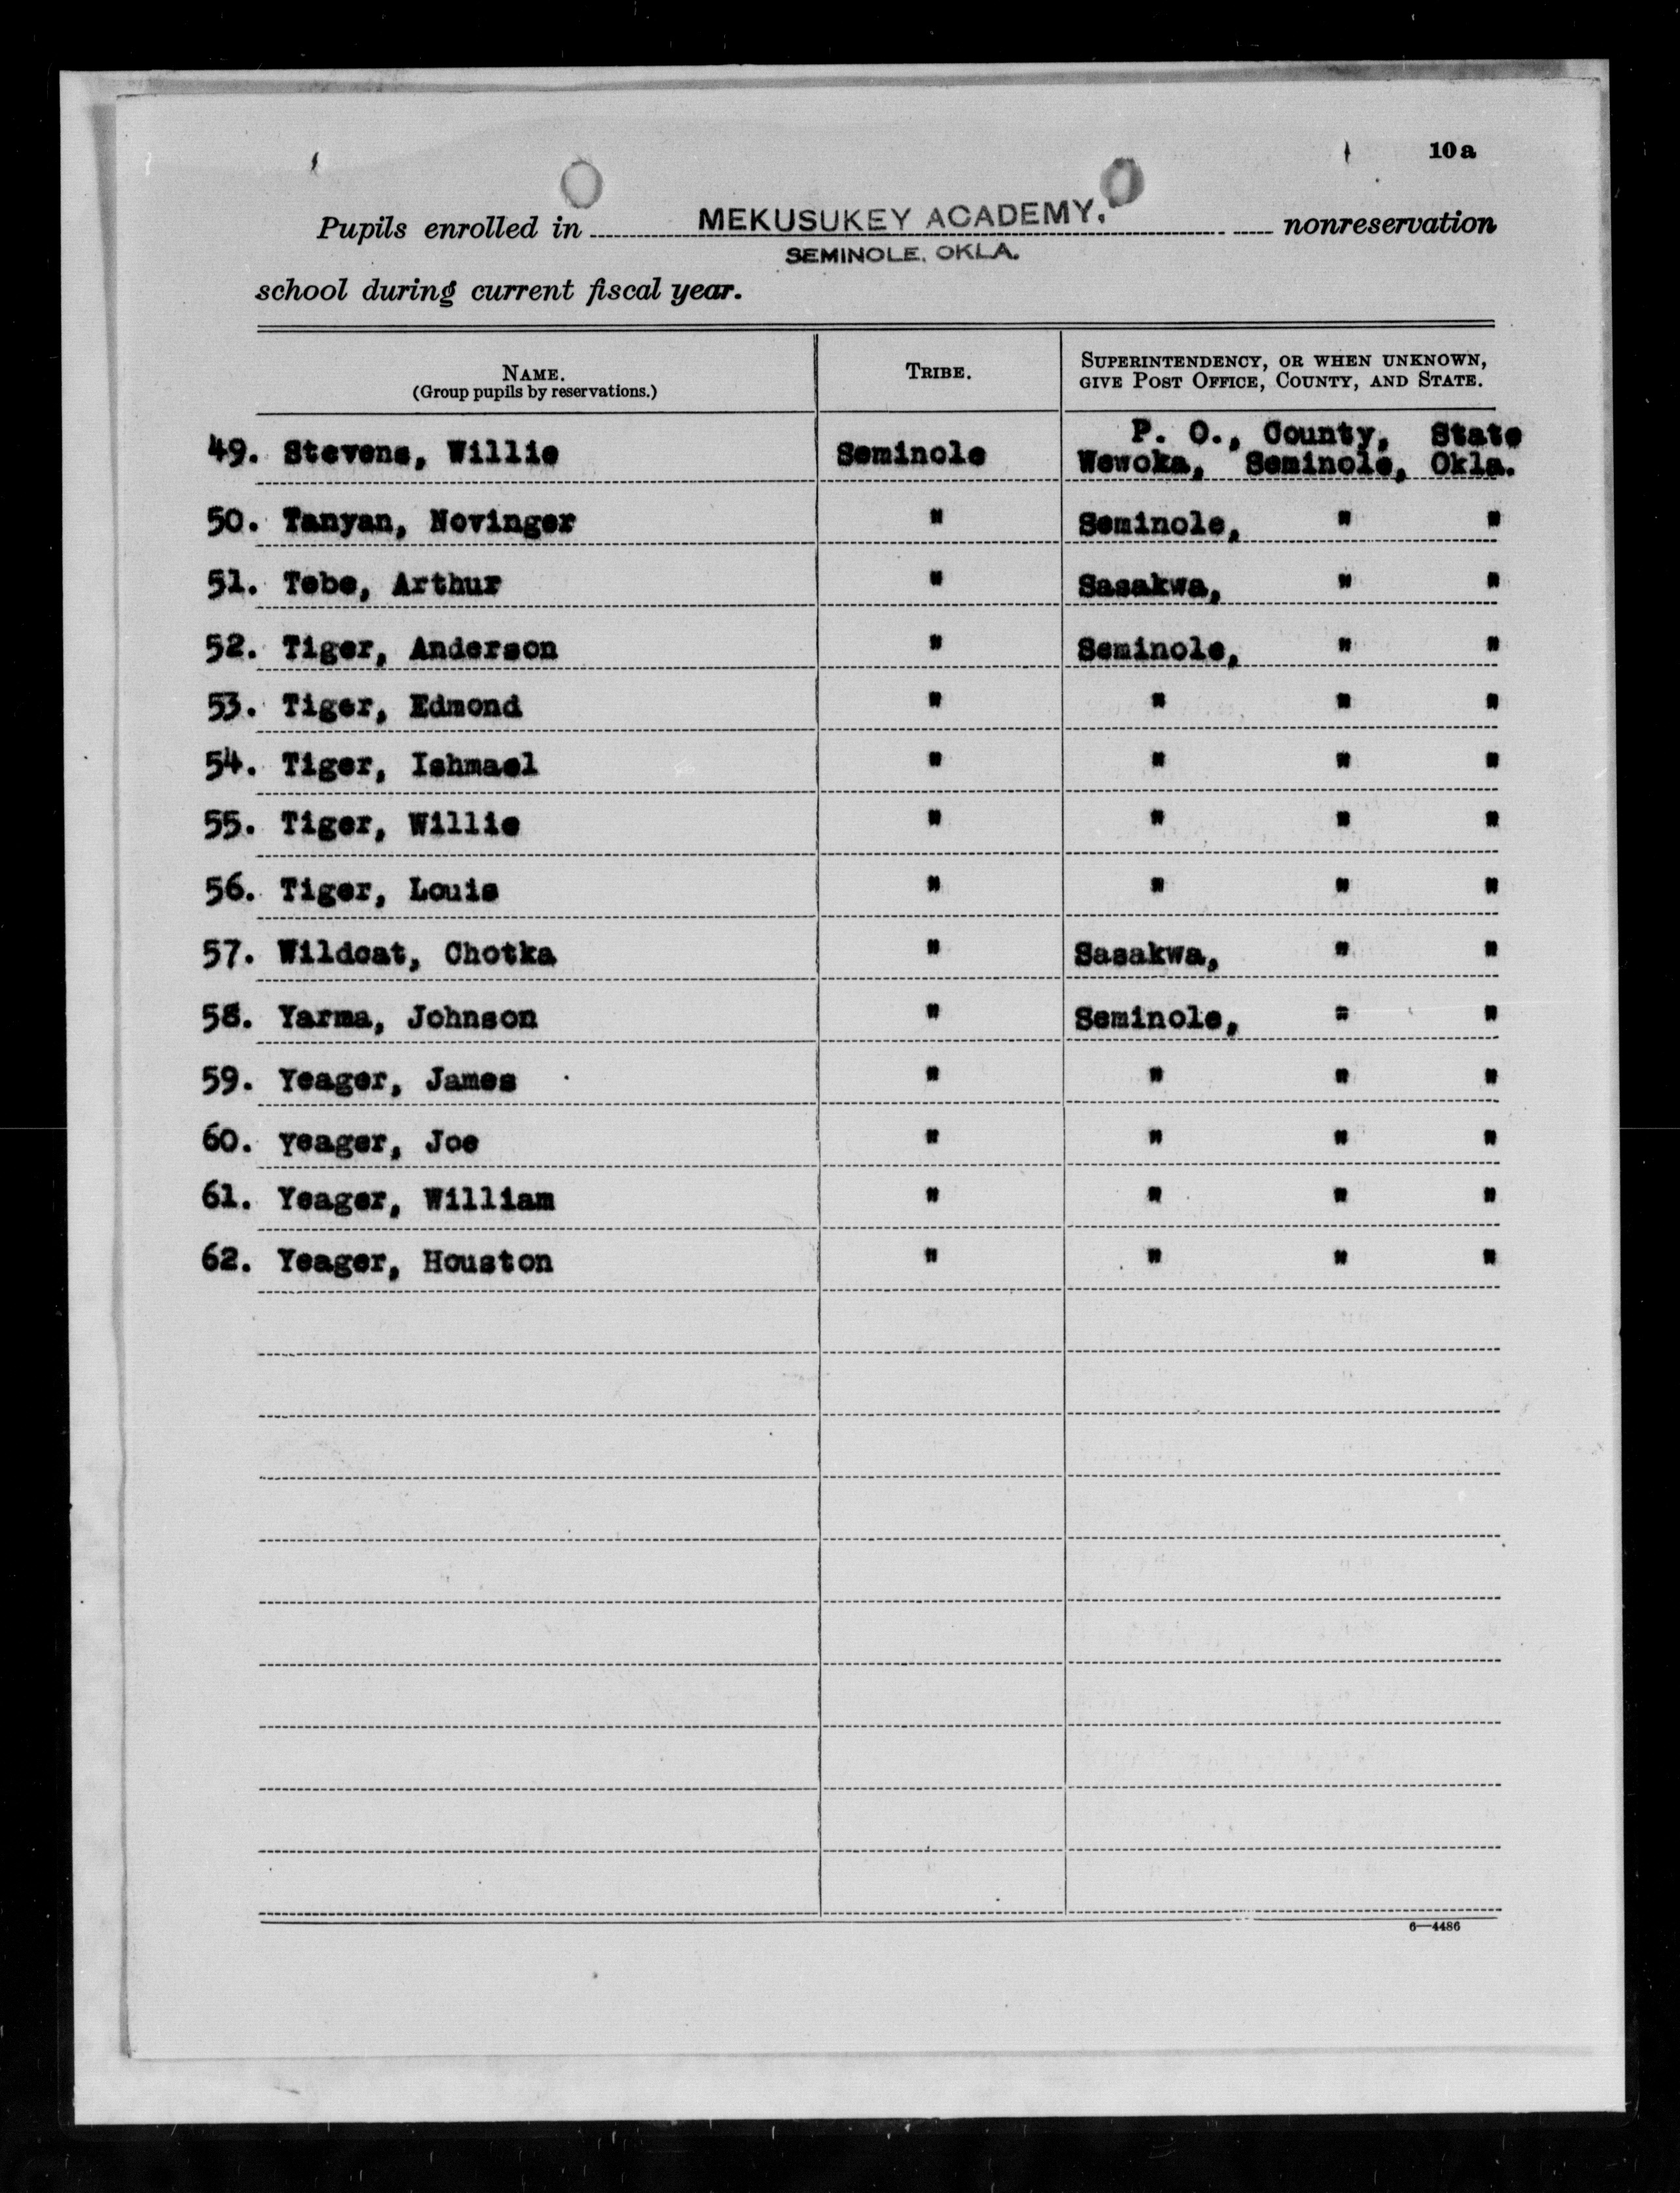 10a
Pupils enrolled in MEKUSUKEY ACADEMY, nonreservation
SEMINOLE, OKLA.
school during current fiscal year.
NAME. TRIBE. SUPERINTENDENCY, OR WHEN UNKNOWN,
(Group pupils by reservations.) GIVE POST OFFICE, COUNTY, AND STATE.
P. O., County, State
49. Stevens, Willie Seminole Wewoka, Seminole, Okla.
50. Tanyan, Novinger " Seminole, " "
51. Tebe, Arthur " Sasakwa, " "
52. Tiger, Anderson " Seminole, " "
53. Tiger, Edmond " " " "
54. Tiger, Ishmael " " " "
55. Tiger, Willie " " " "
56. Tiger, Louis " " " "
57. Wildcat, Chotka " Sasakwa, " "
58. Yarma, Johnson " Seminole, " "
59. Yeager, James " " " "
60. Yeager, Joe " " " "
61. Yeager, William " " " "
62. Yeager, Houston " " " "
6—4486